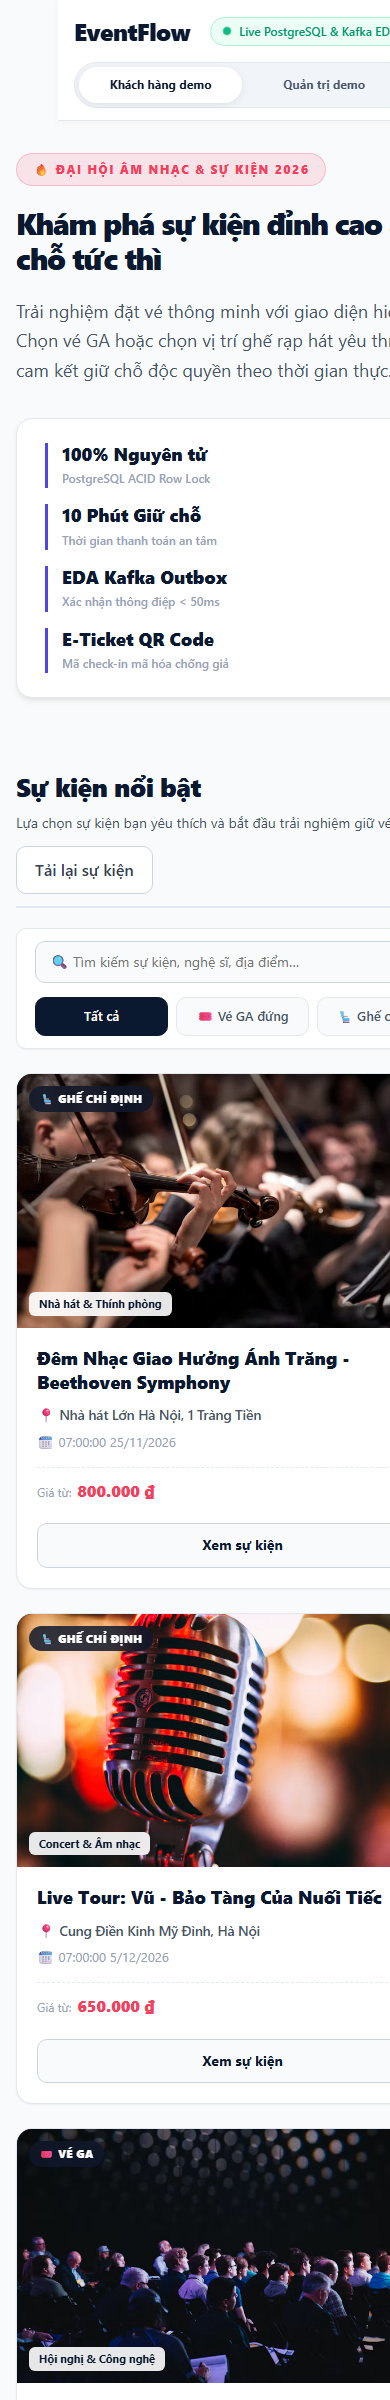 EventFlow
Live PostgreSQL & Kafka ED
Khách hàng demo
Quản trị demo
ĐẠI HỘI ÂM NHẠC & SỰ KIỆN 2026
Khám phá sự kiện đỉnh cao
chỗ tức thì
Trải nghiệm đặt vé thông minh với giao diện hiệ
Chọn vé GA hoặc chọn vị trí ghế rạp hát yêu th
cam kết giữ chỗ độc quyền theo thời gian thực.
100% Nguyên tử
PostgreSQL ACID Row Lock
10 Phút Giữ chỗ
Thời gian thanh toán an tâm
EDA Kafka Outbox
Xác nhận thông điệp < 50ms
E-Ticket QR Code
Mã check-in mã hóa chống giả
Sự kiện nổi bật
Lựa chọn sự kiện bạn yêu thích và bắt đầu trải nghiệm giữ vé
Tải lại sự kiện
Tìm kiếm sự kiện, nghệ sĩ, địa điểm...
Tất cả
Vé GA đứng
Ghế c
GHẾ CHỈ ĐỊNH
Nhà hát & Thính phòng
Đêm Nhạc Giao Hưởng Ánh Trăng -
Beethoven Symphony
Nhà hát Lớn Hà Nội, 1 Tràng Tiền
07:00:00 25/11/2026
Giá từ: 800.000 ₫
Xem sự kiện
GHẾ CHỈ ĐỊNH
Concert & Âm nhạc
Live Tour: Vũ - Bảo Tàng Của Nuối Tiếc
Cung Điền Kinh Mỹ Đình, Hà Nội
07:00:00 5/12/2026
Giá từ: 650.000 ₫
Xem sự kiện
VÉ GA
Hội nghị & Công nghệ